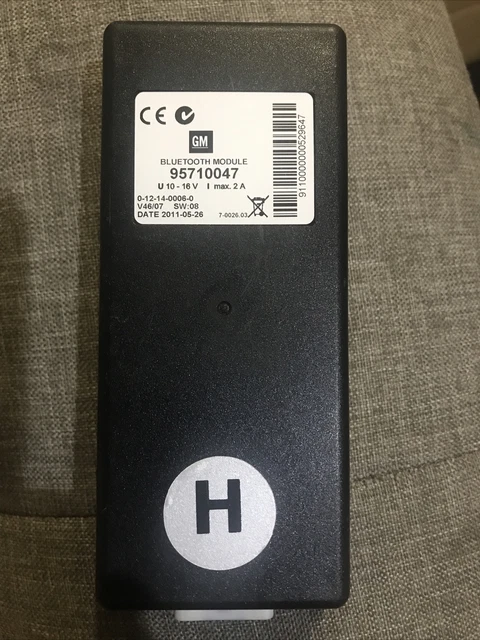 CE
GM
BLUETOOTH MODULE
95710047
U 10 - 16 V I max. 2 A
0-12-14-0006-0
V46/07 SW:08
DATE 2011-05-26 7-0026.03
9110000000529647
H